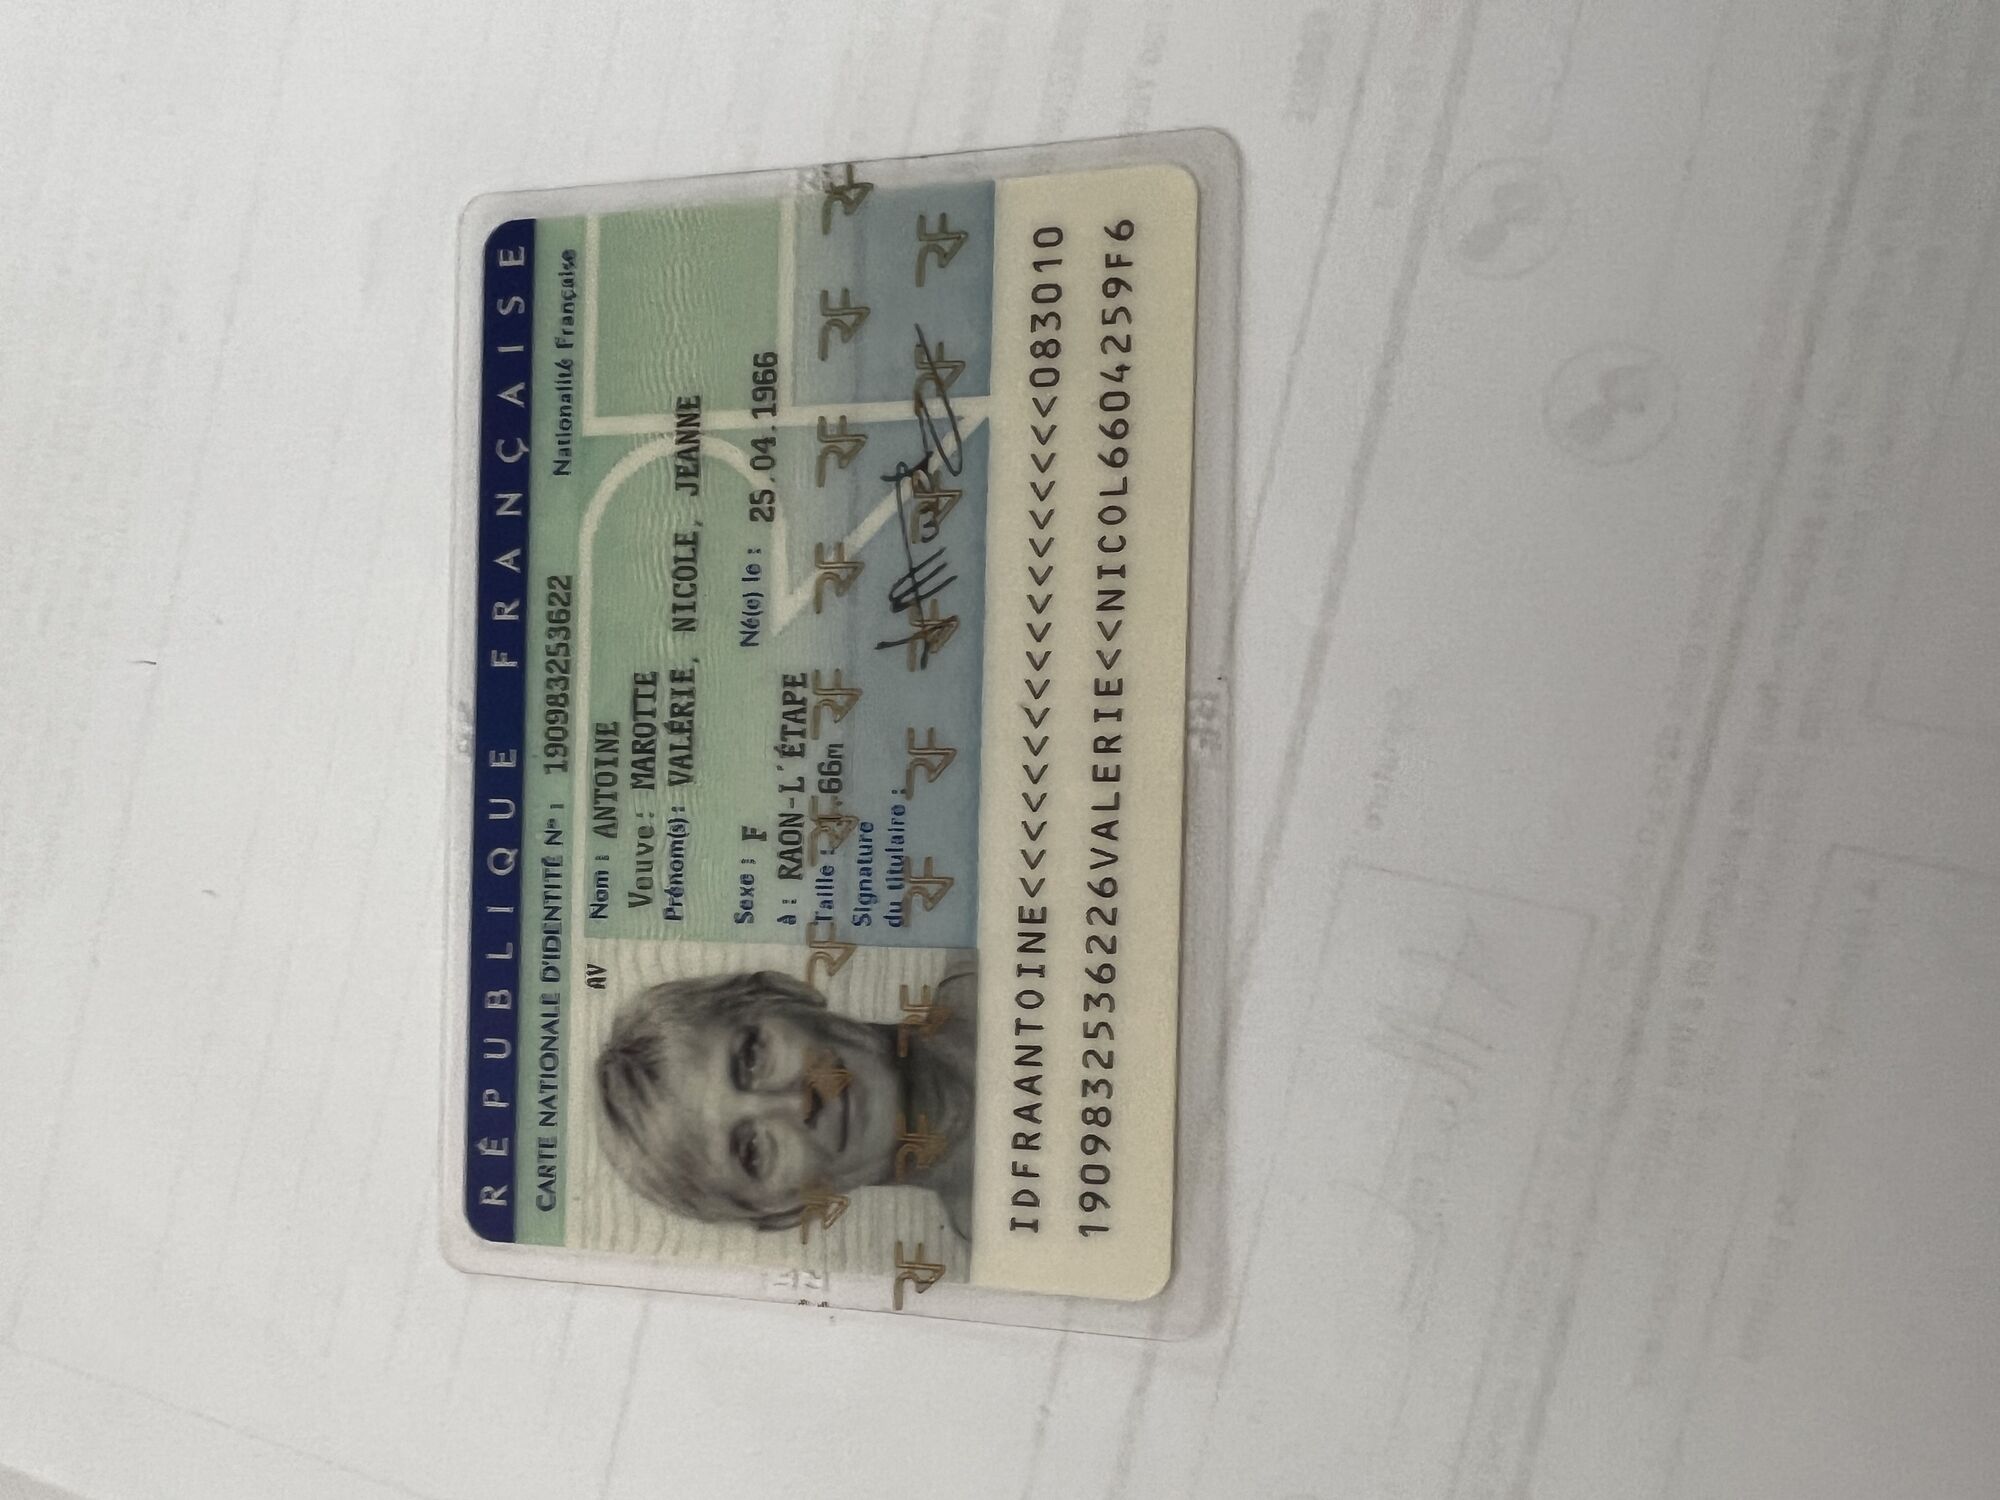 RÉPUBLIQUE FRANÇAISE
CARTE NATIONALE D'IDENTITÉ N° : 190983253622 Nationalité Française
AV
Nom : ANTOINE
Veuve: MAROTTE
Prénom(s) : VALÉRIE, NICOLE, JEANNE
Sexe : F Né(e) le : 25.04.1966
à : RAON-L'ÉTAPE
Taille : 1.66m
Signature
du titulaire :
IDFRAANTOINE<<<<<<<<<<<<<<<<<<083010
1909832536226VALERIE<<NICOL6604259F6